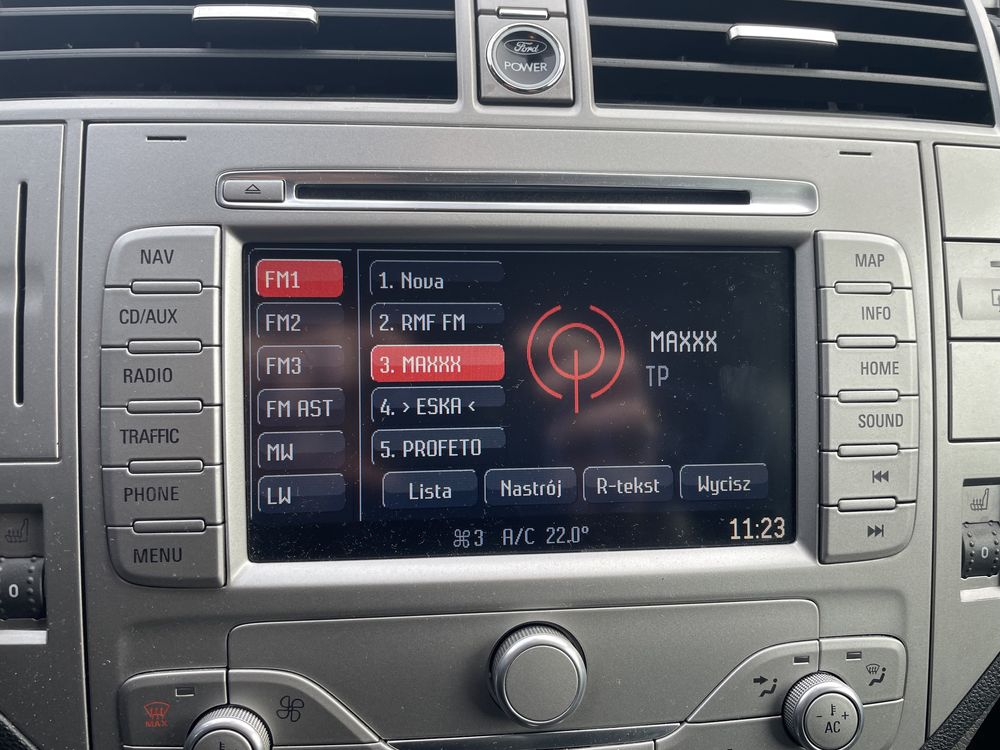 Ford
POWER
NAV
CD/AUX
RADIO
TRAFFIC
PHONE
MENU
FM1
FM2
FM3
FM AST
MW
LW
1. Nova
2. RMF FM
3. MAXXX
4. > ESKA <
5. PROFETO
MAXXX
TP
Lista
Nastrój
R-tekst
Wycisz
3 A/C 22.0°
11:23
MAP
INFO
HOME
SOUND
0
0
MAX
- +
AC